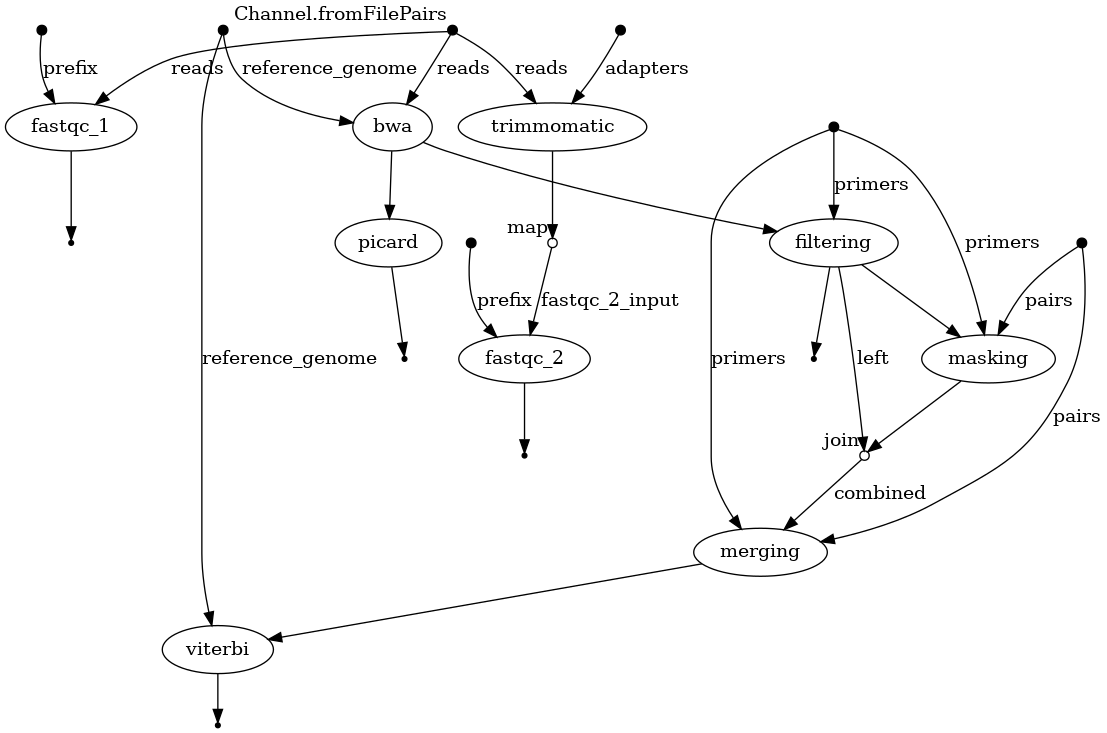 Channel.fromFilePairs
prefix
reads
reference_genome
reads
reads
adapters
fastqc_1
bwa
trimmomatic
primers
map
picard
filtering
primers
prefix
fastqc_2_input
pairs
reference_genome
fastqc_2
primers
left
masking
pairs
join
combined
merging
viterbi